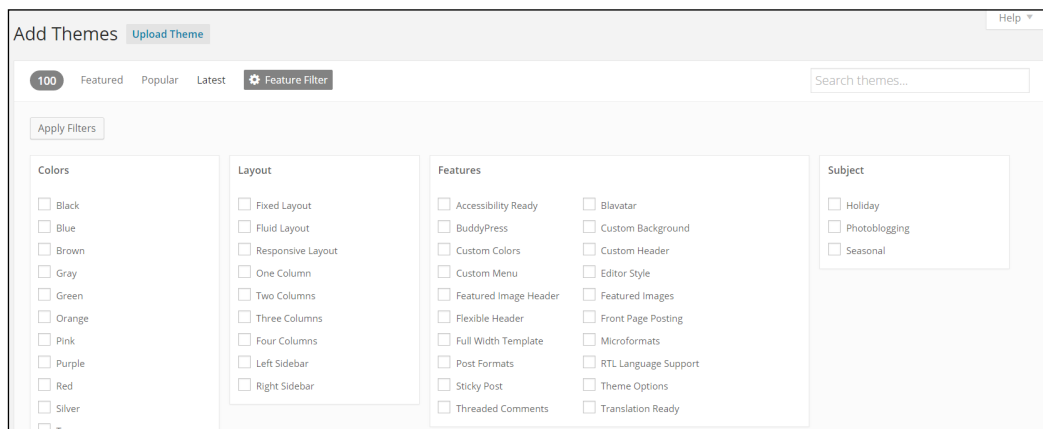 Help
Add Themes Upload Theme
100 Featured Popular Latest Feature Filter Search themes...
Apply Filters
Colors
Black
Blue
Brown
Gray
Green
Orange
Pink
Purple
Red
Silver
Layout
Fixed Layout
Fluid Layout
Responsive Layout
One Column
Two Columns
Three Columns
Four Columns
Left Sidebar
Right Sidebar
Features
Accessibility Ready
BuddyPress
Custom Colors
Custom Menu
Featured Image Header
Flexible Header
Full Width Template
Post Formats
Sticky Post
Threaded Comments
Blavatar
Custom Background
Custom Header
Editor Style
Featured Images
Front Page Posting
Microformats
RTL Language Support
Theme Options
Translation Ready
Subject
Holiday
Photoblogging
Seasonal